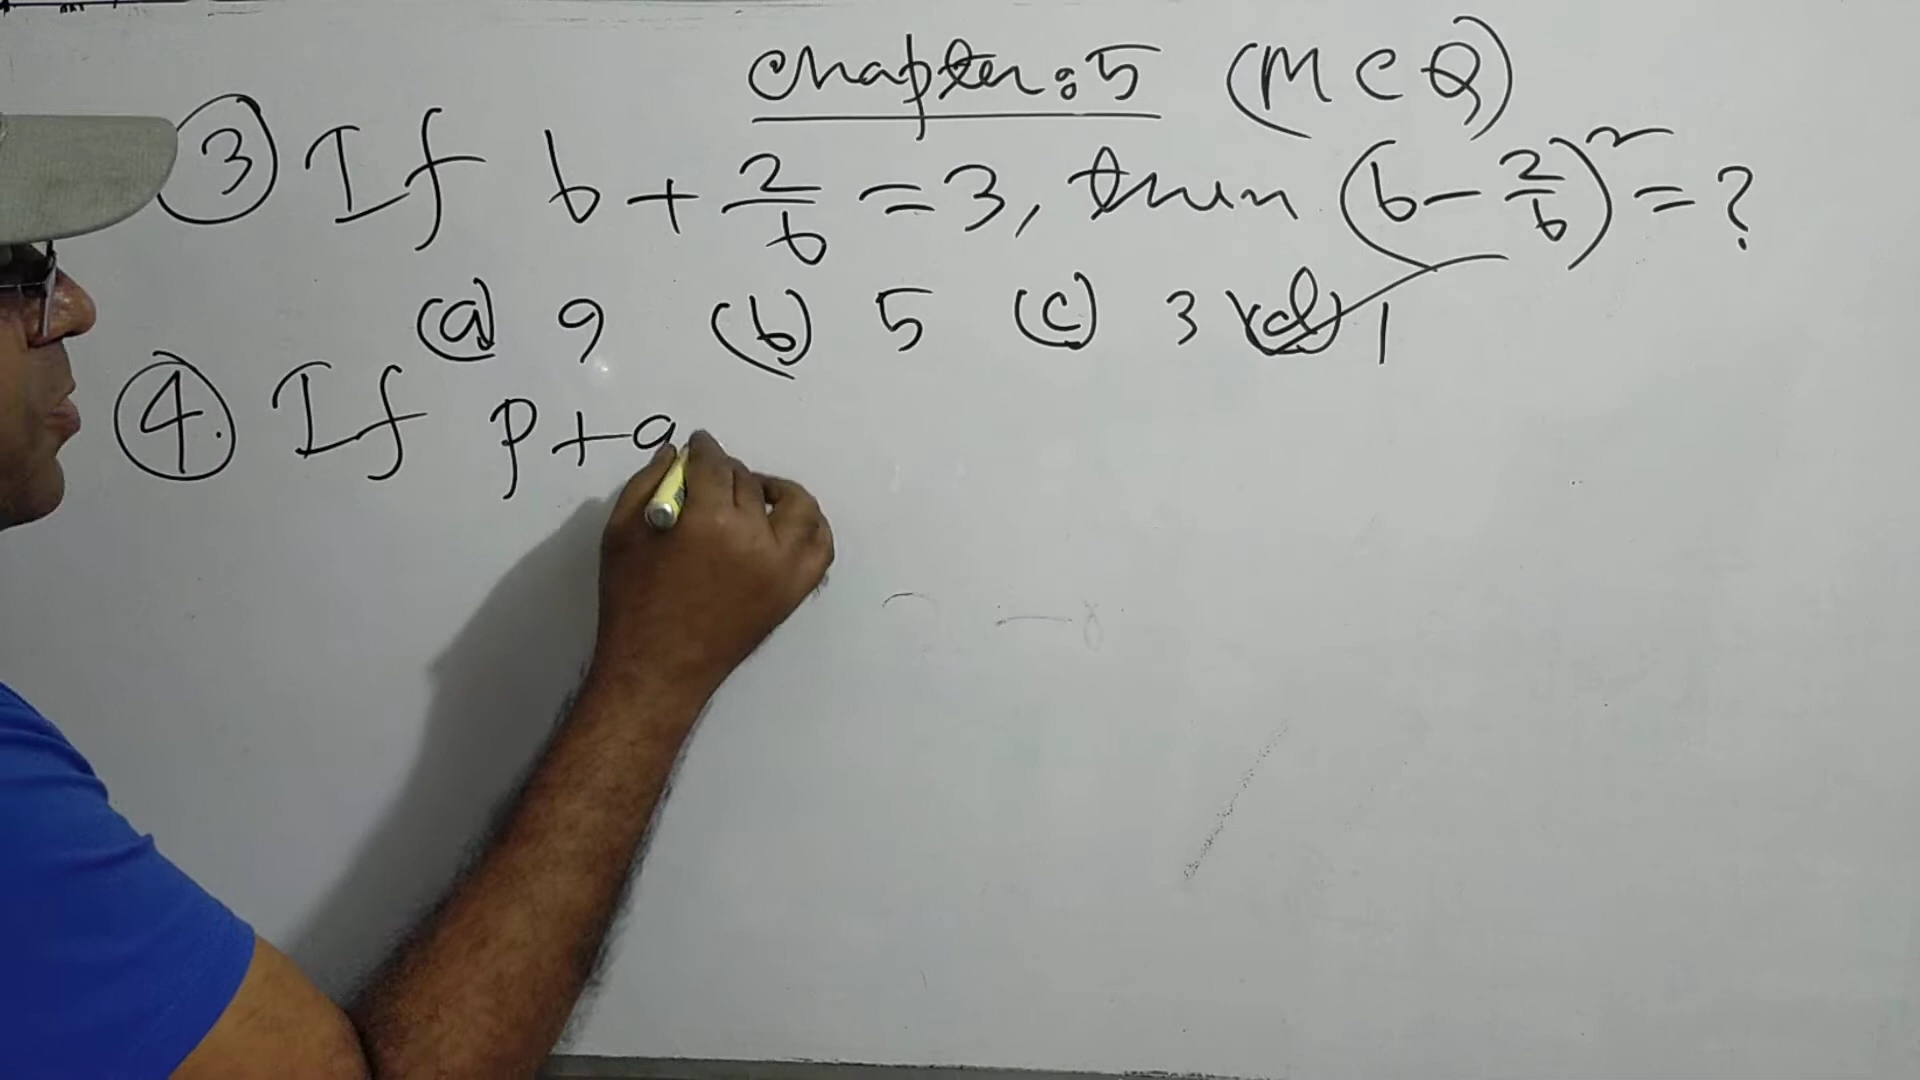 Chapter: 5 (MCQ)
③ If b + 2/b = 3, then (b - 2/b)² = ?
(a) 9 (b) 5 (c) 3 (d) 1
④ If p+q